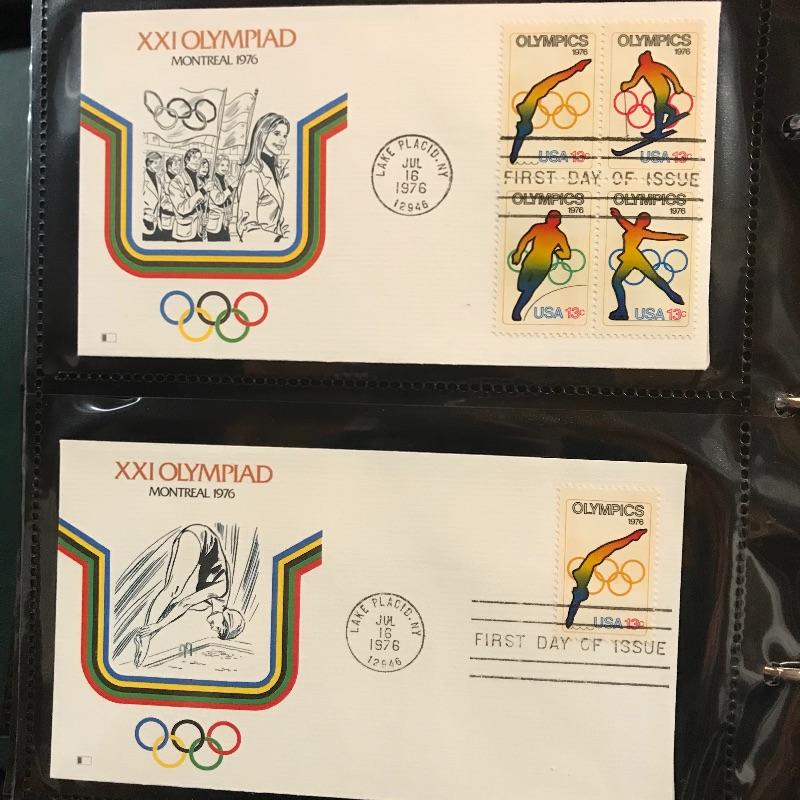 XXI OLYMPIAD
MONTREAL 1976
LAKE PLACID, NY
JUL
16
1976
12946
OLYMPICS
1976
USA 13c
OLYMPICS
1976
USA 13c
FIRST DAY OF ISSUE
OLYMPICS
1976
USA 13c
OLYMPICS
1976
USA 13c
XXI OLYMPIAD
MONTREAL 1976
LAKE PLACID, NY
JUL
16
1976
12946
OLYMPICS
1976
USA 13c
FIRST DAY OF ISSUE